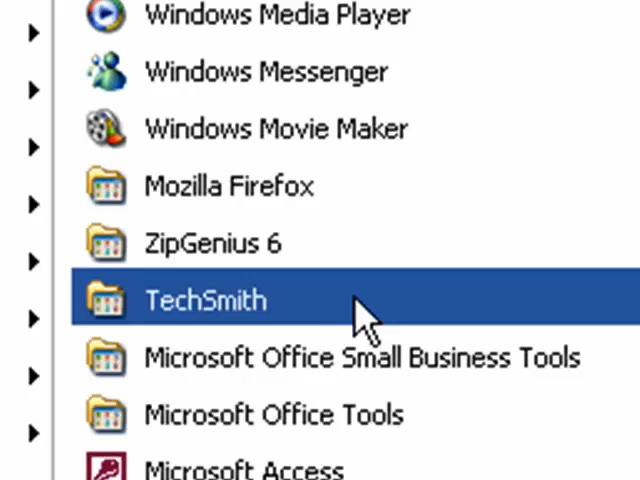 Windows Media Player
Windows Messenger
Windows Movie Maker
Mozilla Firefox
ZipGenius 6
TechSmith
Microsoft Office Small Business Tools
Microsoft Office Tools
Microsoft Access